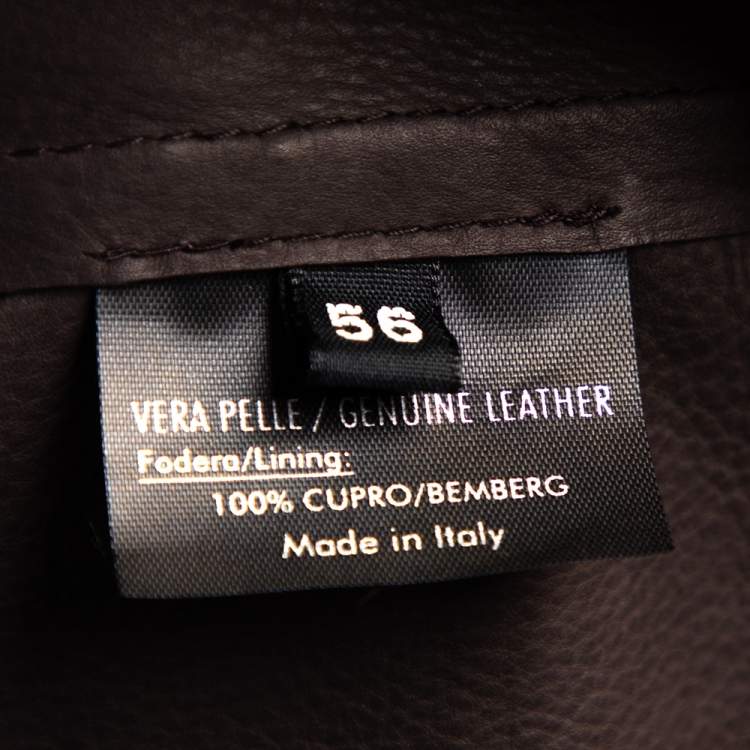 56
VERA PELLE / GENUINE LEATHER
Fodera/Lining:
100% CUPRO/BEMBERG
Made in Italy